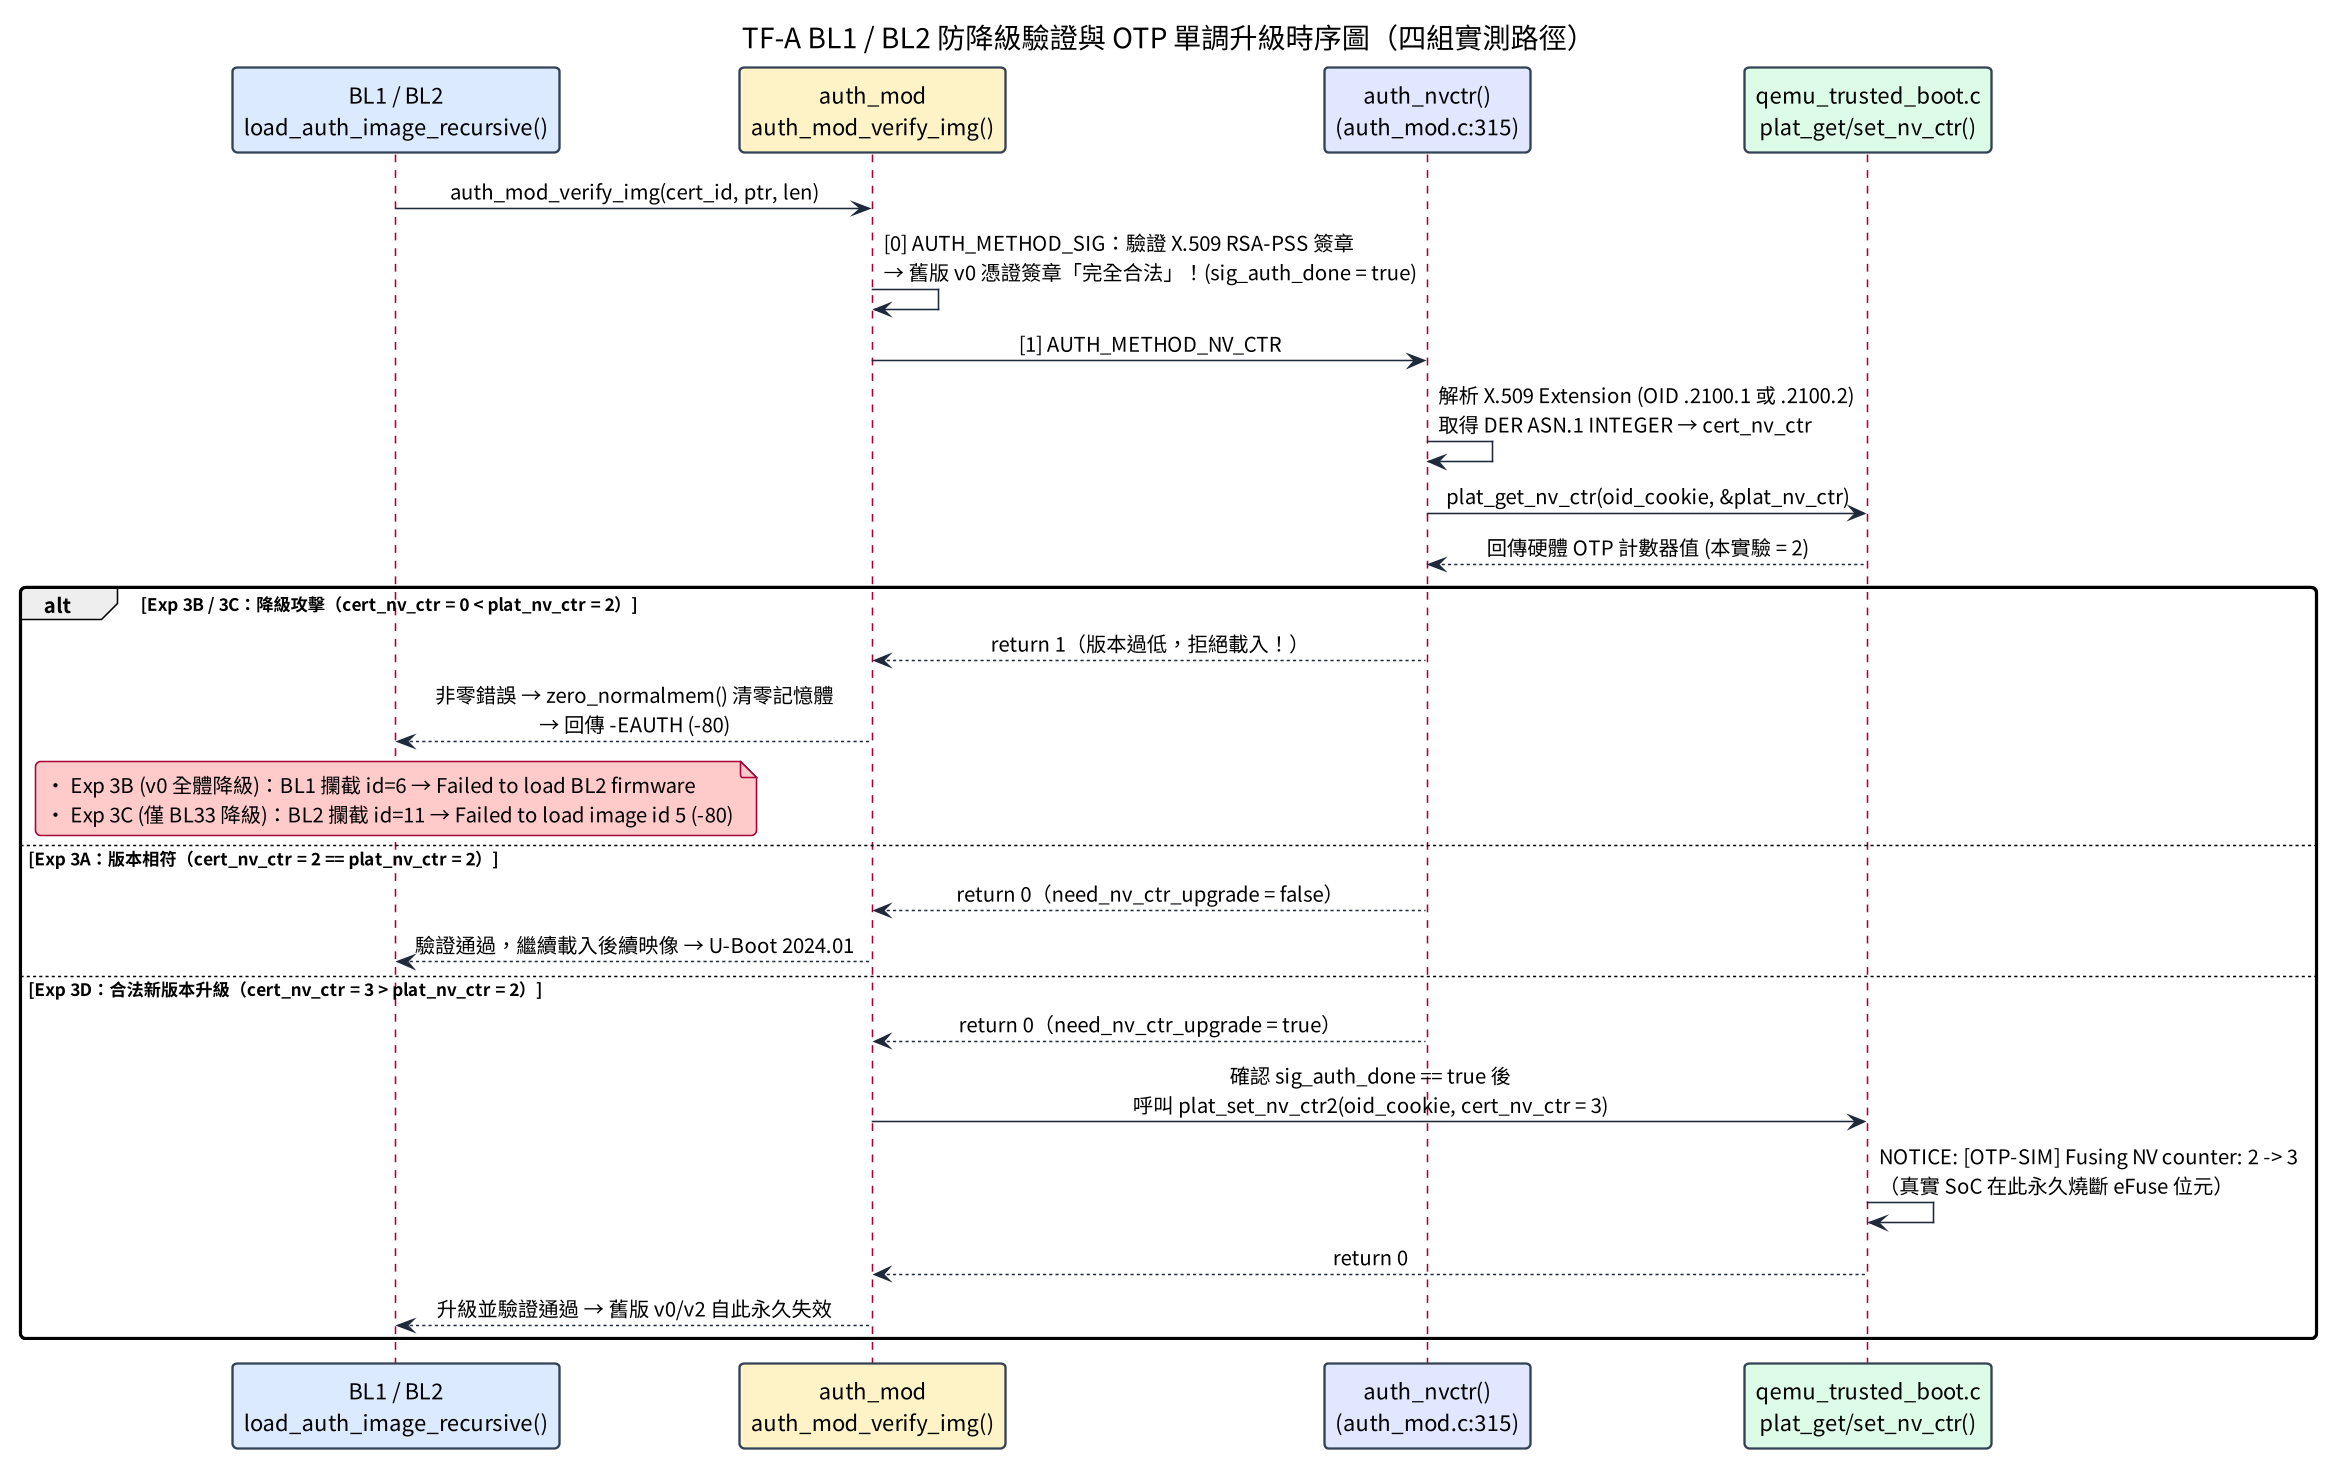 TF-A BL1 / BL2 防降級驗證與 OTP 單調升級時序圖（四組實測路徑）
BL1 / BL2
load_auth_image_recursive()
auth_mod
auth_mod_verify_img()
auth_nvctr()
(auth_mod.c:315)
qemu_trusted_boot.c
plat_get/set_nv_ctr()
auth_mod_verify_img(cert_id, ptr, len)
[0] AUTH_METHOD_SIG：驗證 X.509 RSA-PSS 簽章
→ 舊版 v0 憑證簽章「完全合法」！(sig_auth_done = true)
[1] AUTH_METHOD_NV_CTR
解析 X.509 Extension (OID .2100.1 或 .2100.2)
取得 DER ASN.1 INTEGER → cert_nv_ctr
plat_get_nv_ctr(oid_cookie, &plat_nv_ctr)
回傳硬體 OTP 計數器值 (本實驗 = 2)
alt [Exp 3B / 3C：降級攻擊（cert_nv_ctr = 0 < plat_nv_ctr = 2）]
return 1（版本過低，拒絕載入！）
非零錯誤 → zero_normalmem() 清零記憶體
→ 回傳 -EAUTH (-80)
• Exp 3B (v0 全體降級)：BL1 攔截 id=6 → Failed to load BL2 firmware
• Exp 3C (僅 BL33 降級)：BL2 攔截 id=11 → Failed to load image id 5 (-80)
[Exp 3A：版本相符（cert_nv_ctr = 2 == plat_nv_ctr = 2）]
return 0（need_nv_ctr_upgrade = false）
驗證通過，繼續載入後續映像 → U-Boot 2024.01
[Exp 3D：合法新版本升級（cert_nv_ctr = 3 > plat_nv_ctr = 2）]
return 0（need_nv_ctr_upgrade = true）
確認 sig_auth_done == true 後
呼叫 plat_set_nv_ctr2(oid_cookie, cert_nv_ctr = 3)
NOTICE: [OTP-SIM] Fusing NV counter: 2 -> 3
（真實 SoC 在此永久燒斷 eFuse 位元）
return 0
升級並驗證通過 → 舊版 v0/v2 自此永久失效
BL1 / BL2
load_auth_image_recursive()
auth_mod
auth_mod_verify_img()
auth_nvctr()
(auth_mod.c:315)
qemu_trusted_boot.c
plat_get/set_nv_ctr()